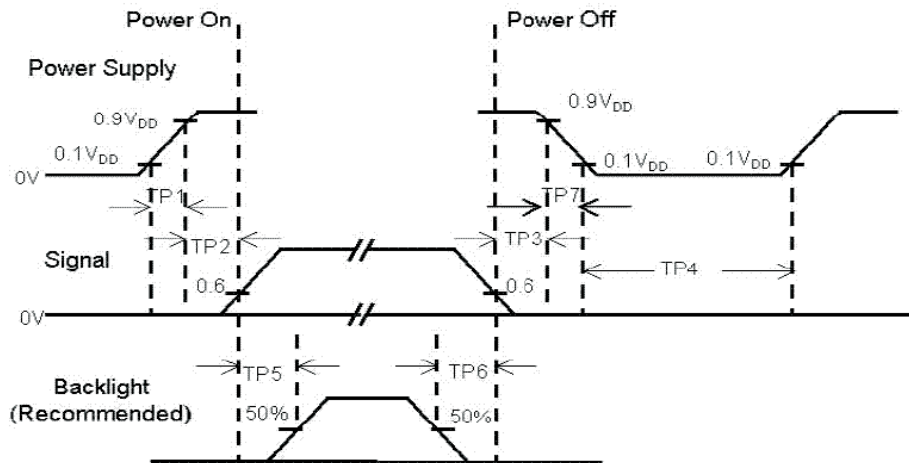 Power On
Power Off
Power Supply
0.9VDD
0.9VDD
0.1VDD
0.1VDD
0.1VDD
0V
TP1
TP7
TP2
TP3
TP4
Signal
0.6
0.6
0V
TP5
TP6
Backlight
(Recommended)
50%
50%